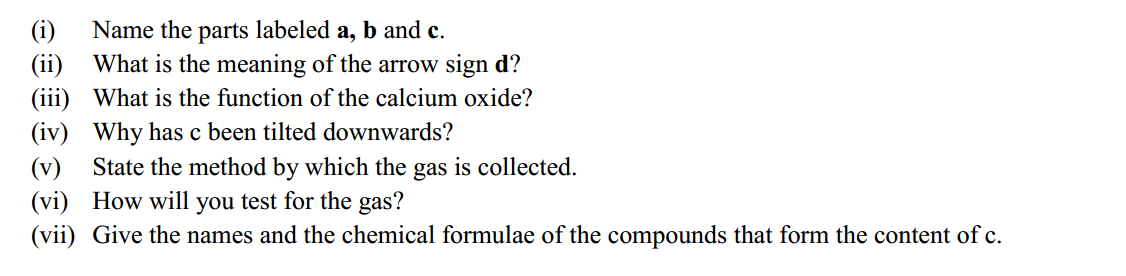 (i) Name the parts labeled a, b and c.
(ii) What is the meaning of the arrow sign d?
(iii) What is the function of the calcium oxide?
(iv) Why has c been tilted downwards?
(v) State the method by which the gas is collected.
(vi) How will you test for the gas?
(vii) Give the names and the chemical formulae of the compounds that form the content of c.